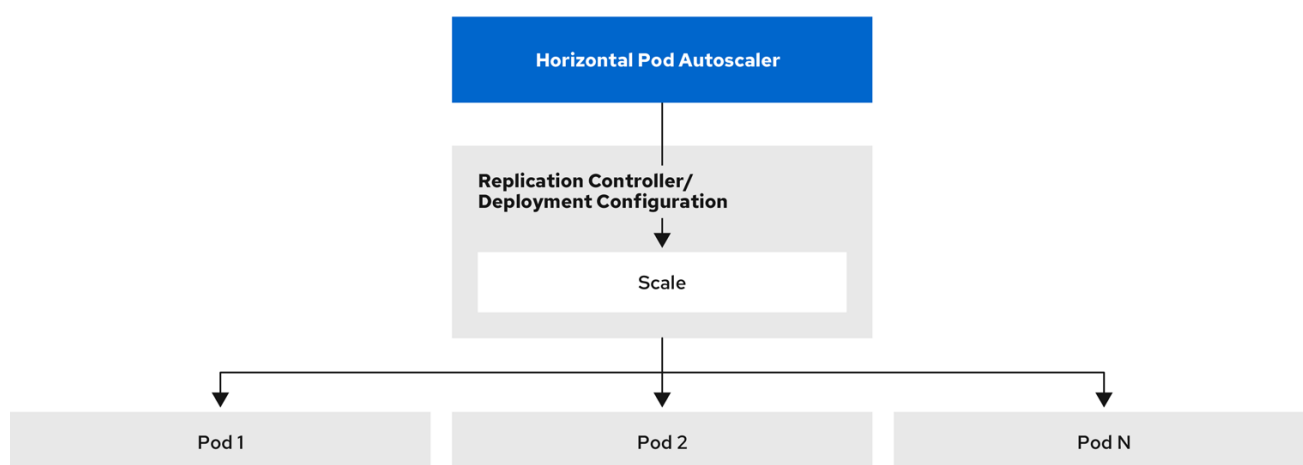 Horizontal Pod Autoscaler
Replication Controller/
Deployment Configuration
Scale
Pod 1
Pod 2
Pod N